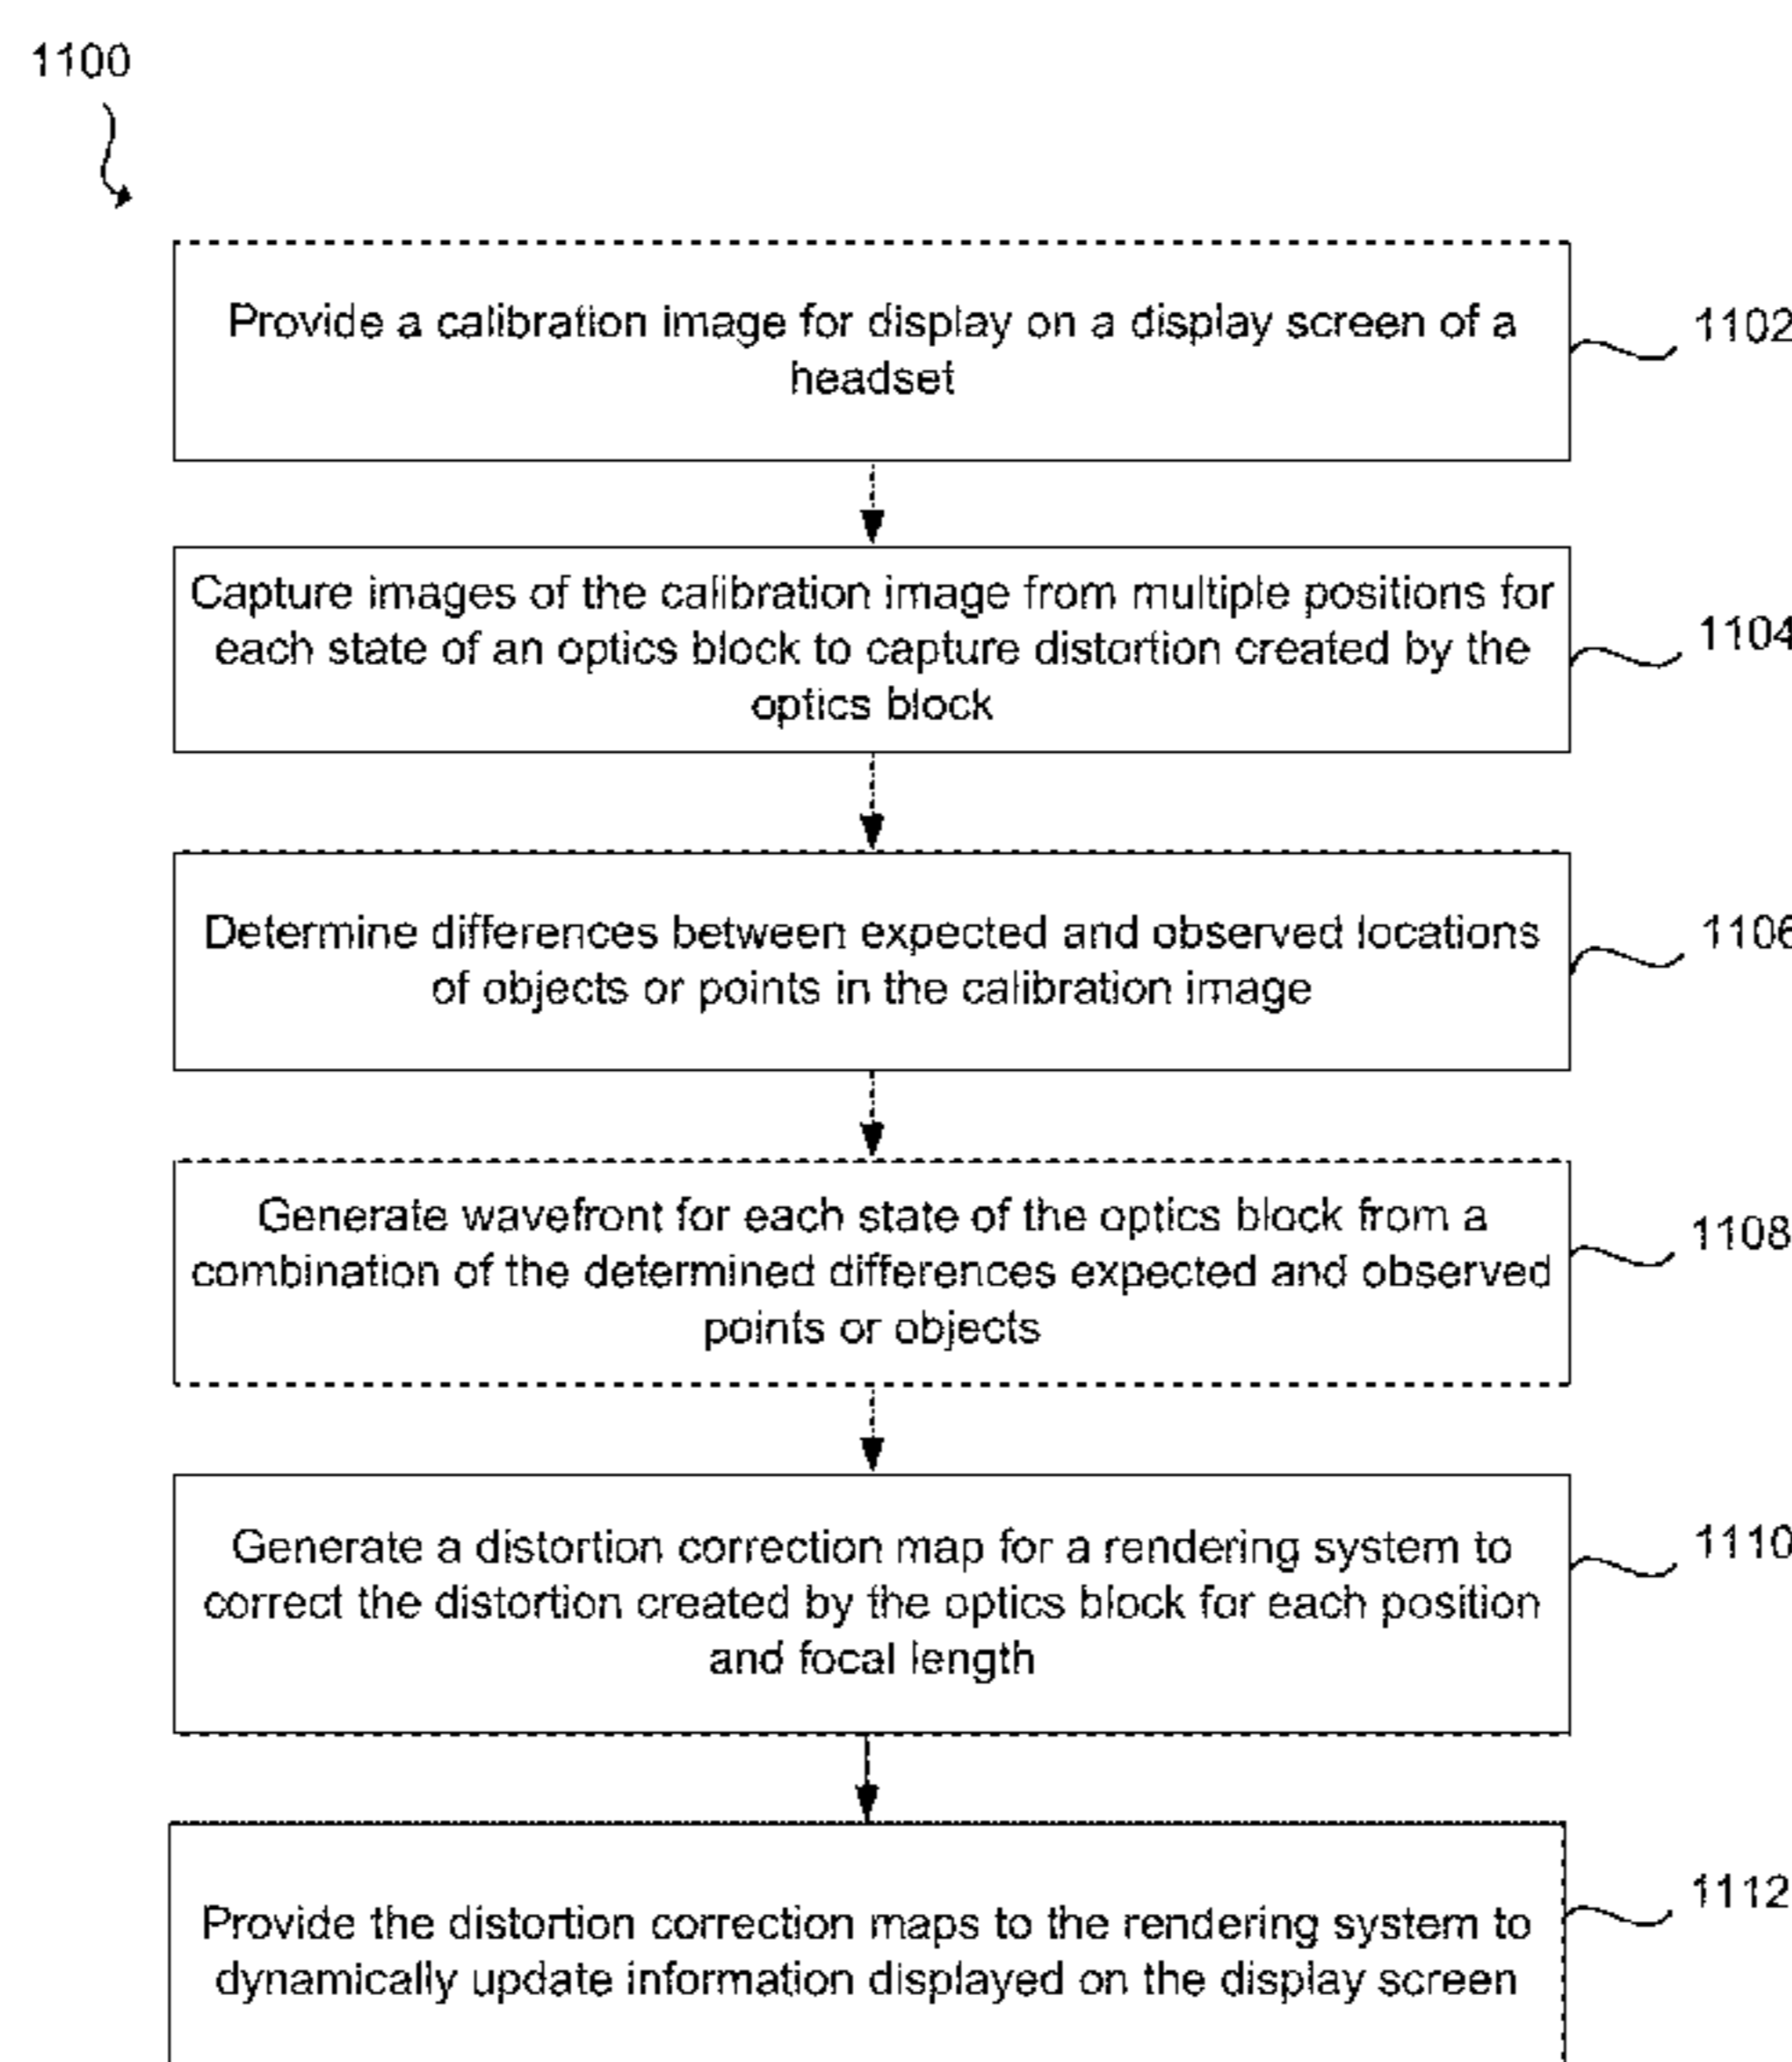 1100
Provide a calibration image for display on a display screen of a
headset
1102
Capture images of the calibration image from multiple positions for
each state of an optics block to capture distortion created by the
optics block
1104
Determine differences between expected and observed locations
of objects or points in the calibration image
1106
Generate wavefront for each state of the optics block from a
combination of the determined differences expected and observed
points or objects
1108
Generate a distortion correction map for a rendering system to
correct the distortion created by the optics block for each position
and focal length
1110
Provide the distortion correction maps to the rendering system to
dynamically update information displayed on the display screen
1112